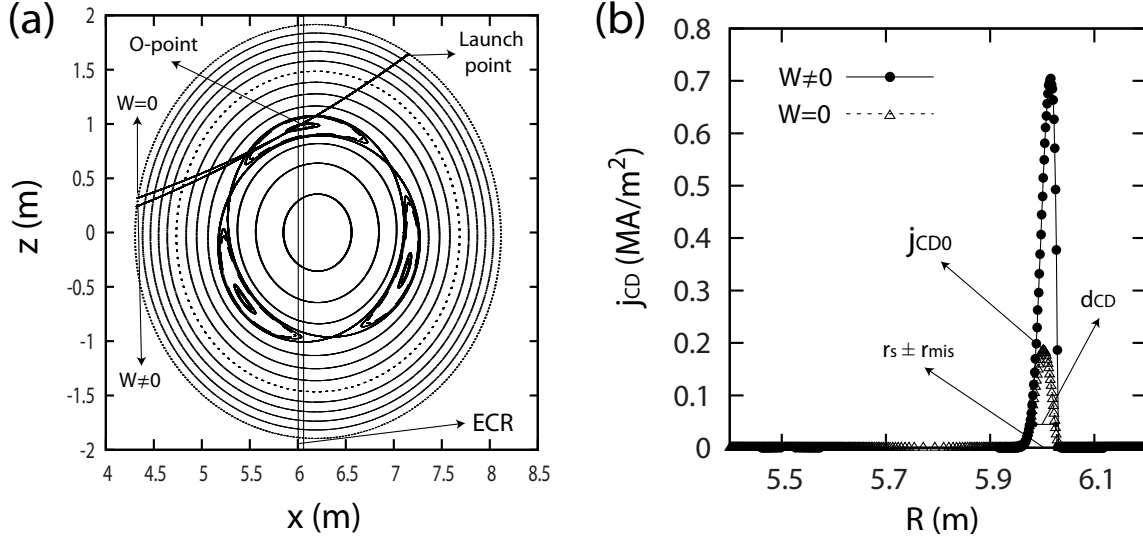 (a)
2
1.5
1
0.5
0
-0.5
-1
-1.5
-2
z (m)
4
4.5
5
5.5
6
6.5
7
7.5
8
8.5
x (m)
O-point
Launch
point
W=0
W≠0
ECR
(b)
0.8
0.7
0.6
0.5
0.4
0.3
0.2
0.1
0
jCD (MA/m²)
W≠0
W=0
jCD0
dCD
rs ± rmis
5.5
5.7
5.9
6.1
R (m)